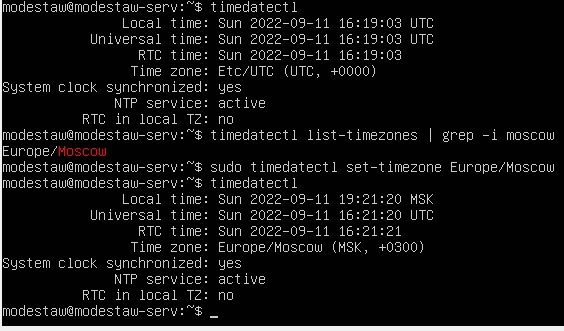 modestaw@modestaw-serv:~$ timedatectl
Local time: Sun 2022-09-11 16:19:03 UTC
Universal time: Sun 2022-09-11 16:19:03 UTC
RTC time: Sun 2022-09-11 16:19:03
Time zone: Etc/UTC (UTC, +0000)
System clock synchronized: yes
NTP service: active
RTC in local TZ: no
modestaw@modestaw-serv:~$ timedatectl list-timezones | grep -i moscow
Europe/Moscow
modestaw@modestaw-serv:~$ sudo timedatectl set-timezone Europe/Moscow
modestaw@modestaw-serv:~$ timedatectl
Local time: Sun 2022-09-11 19:21:20 MSK
Universal time: Sun 2022-09-11 16:21:20 UTC
RTC time: Sun 2022-09-11 16:21:21
Time zone: Europe/Moscow (MSK, +0300)
System clock synchronized: yes
NTP service: active
RTC in local TZ: no
modestaw@modestaw-serv:~$ _